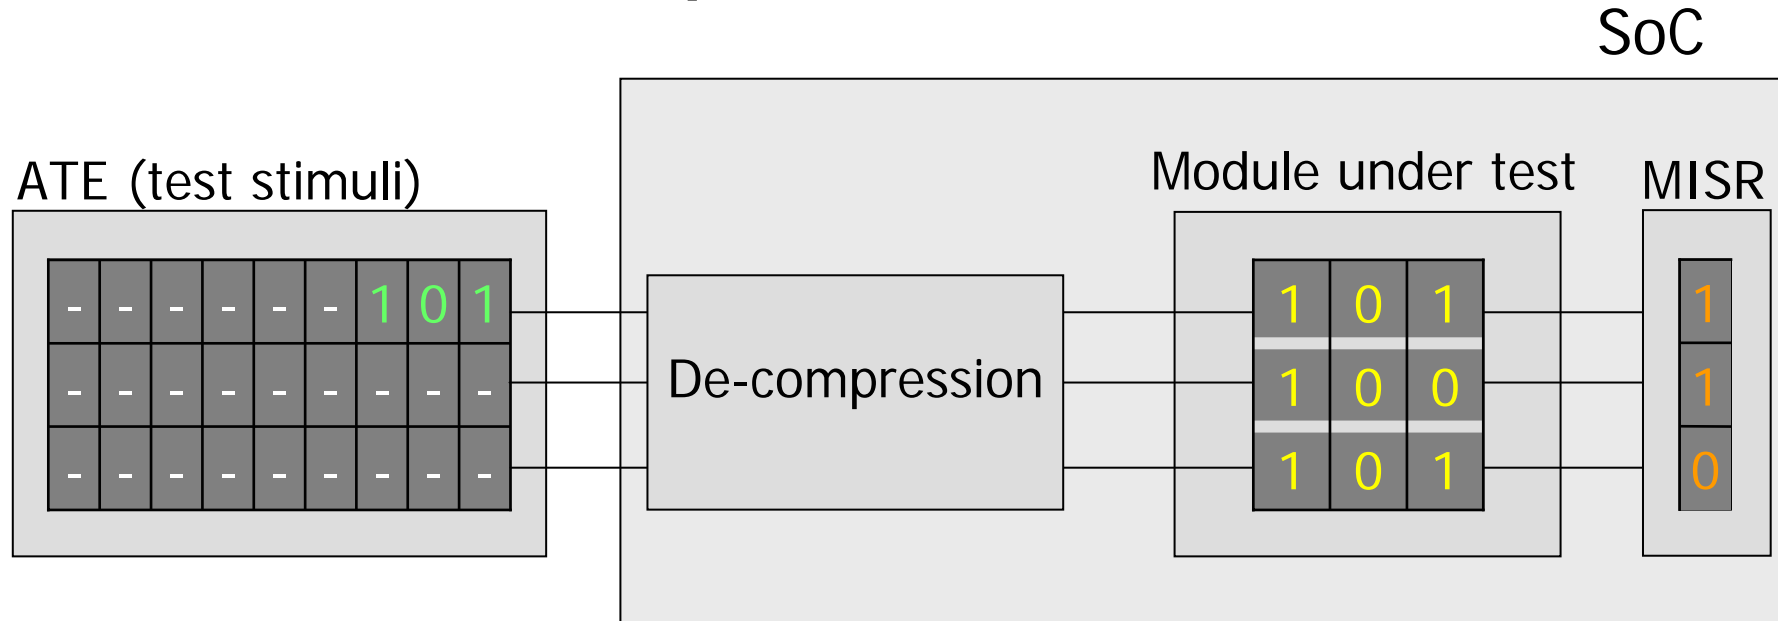 SoC
ATE (test stimuli)
Module under test
MISR
- - - - - - 1 0 1
- - - - - - - - -
- - - - - - - - -
De-compression
1 0 1
1 0 0
1 0 1
1
1
0